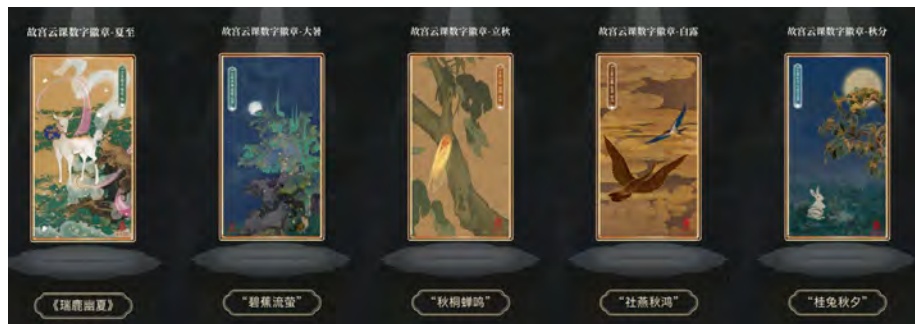 故宫云课数字徽章-夏至
故宫云课数字徽章-大暑
故宫云课数字徽章-立秋
故宫云课数字徽章-白露
故宫云课数字徽章-秋分
《瑞鹿幽夏》
“碧蕉流萤”
“秋桐蝉鸣”
“社燕秋鸿”
“桂兔秋夕”